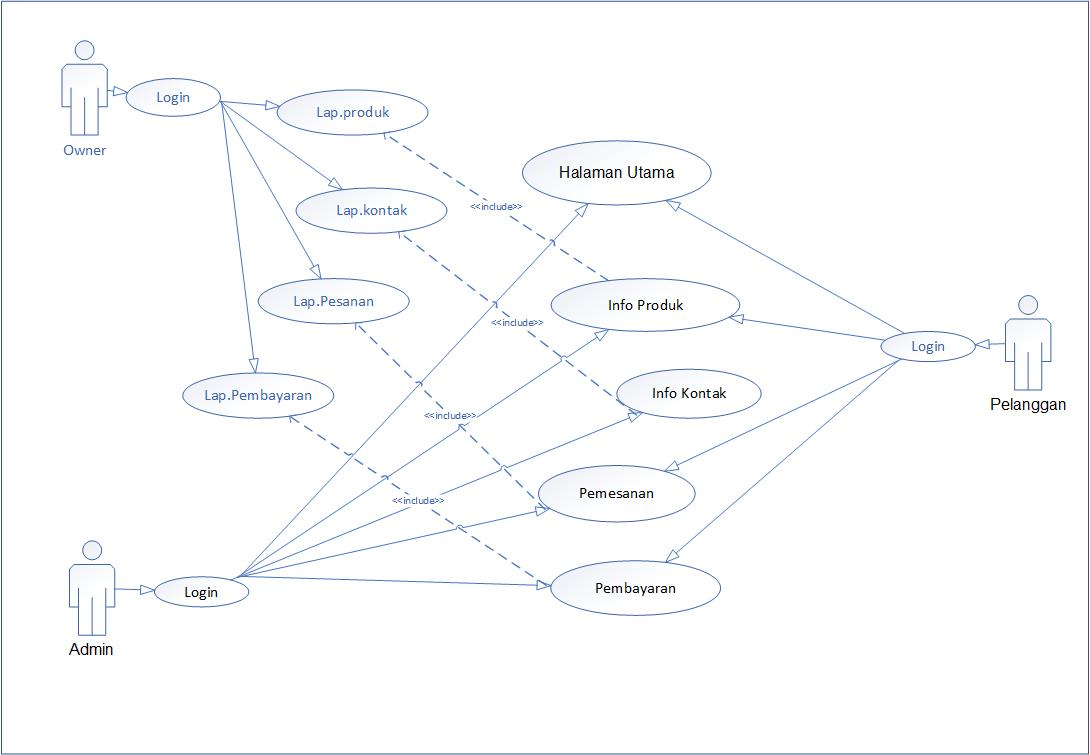 Login
Owner
Lap.produk
Halaman Utama
<<include>>
Lap.kontak
Lap.Pesanan
Info Produk
<<include>>
Login
Pelanggan
Lap.Pembayaran
Info Kontak
<<include>>
Pemesanan
<<include>>
Login
Admin
Pembayaran